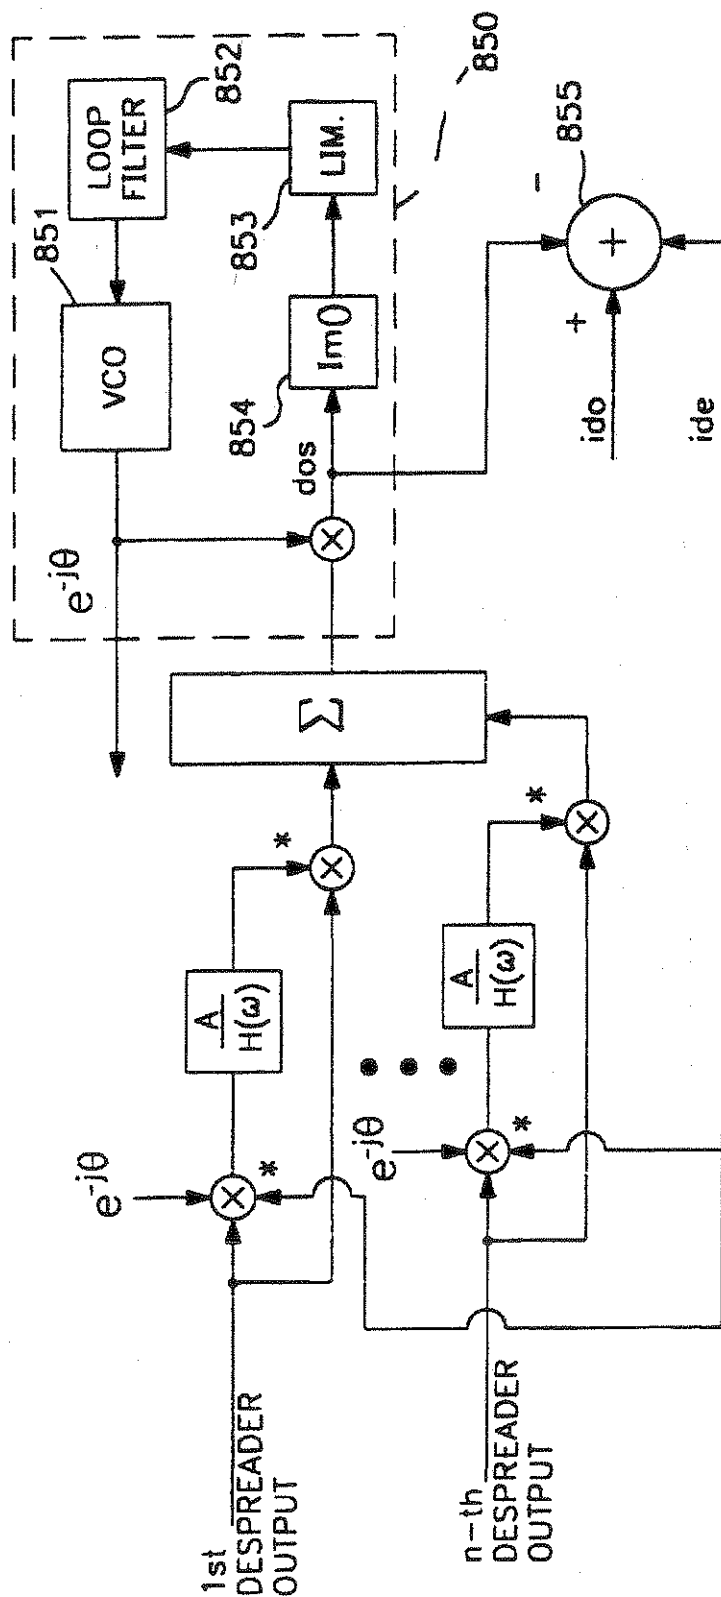 1st
DESPREADER
OUTPUT
n-th
DESPREADER
OUTPUT
e^-jθ
*
A
H(ω)
*
e^-jθ
*
A
H(ω)
*
Σ
e^-jθ
VCO
851
LOOP
FILTER
852
dos
Im()
854
LIM.
853
850
ido
+
+
-
855
ide